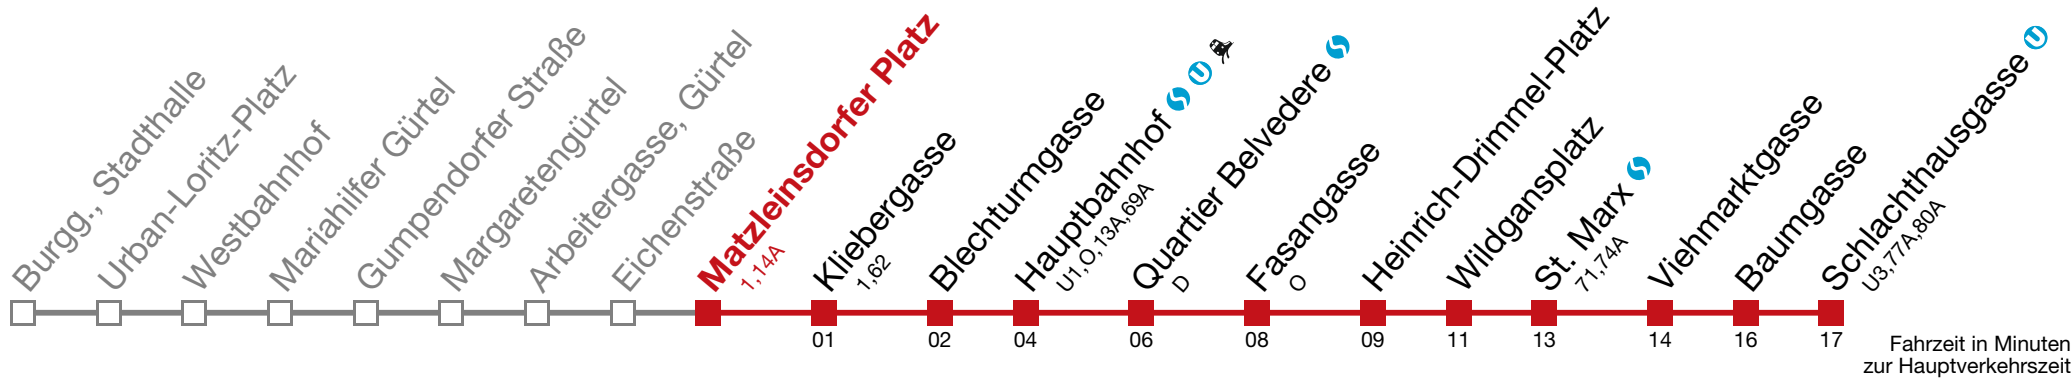 Burgg., Stadthalle
Urban-Loritz-Platz
Westbahnhof
Mariahilfer Gürtel
Gumpendorfer Straße
Margaretengürtel
Arbeitergasse, Gürtel
Eichenstraße
Matzleinsdorfer Platz
1,14A
Kliebergasse
1,62
Blechturmgasse
Hauptbahnhof S U
U1,O,13A,69A
Quartier Belvedere S
D
Fasangasse
O
Heinrich-Drimmel-Platz
Wildgansplatz
St. Marx S
71,74A
Viehmarktgasse
Baumgasse
Schlachthausgasse U
U3,77A,80A
01 02 04 06 08 09 11 13 14 16 17
Fahrzeit in Minuten
zur Hauptverkehrszeit